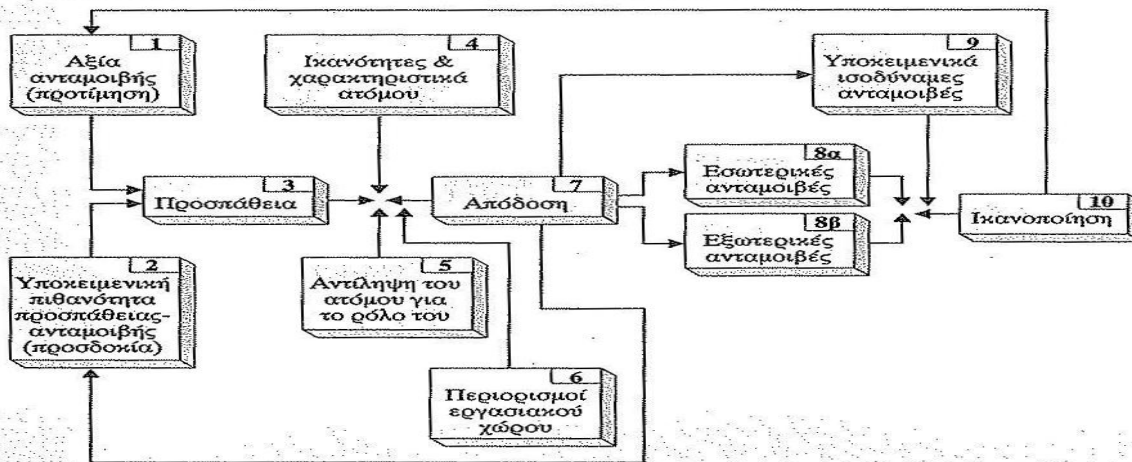 1
Αξία
ανταμοιβής
(προτίμηση)
4
Ικανότητες &
χαρακτηριστικά
ατόμου
9
Υποκειμενικά
ισοδύναμες
ανταμοιβές
3
Προσπάθεια
7
Απόδοση
8α
Εσωτερικές
ανταμοιβές
8β
Εξωτερικές
ανταμοιβές
10
Ικανοποίηση
2
Υποκειμενική
πιθανότητα
προσπάθειας-
ανταμοιβής
(προσδοκία)
5
Αντίληψη του
ατόμου για
το ρόλο του
6
Περιορισμοί
εργασιακού
χώρου